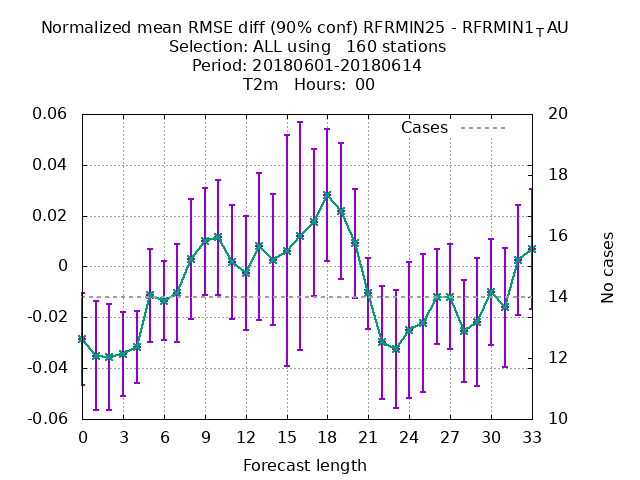 Normalized mean RMSE diff (90% conf) RFRMIN25 - RFRMIN1_TAU
Selection: ALL using   160 stations
Period: 20180601-20180614
T2m   Hours:  00
0.06
0.04
0.02
0
-0.02
-0.04
-0.06
Cases
20
18
16
14
12
10
No cases
0 3 6 9 12 15 18 21 24 27 30 33
Forecast length